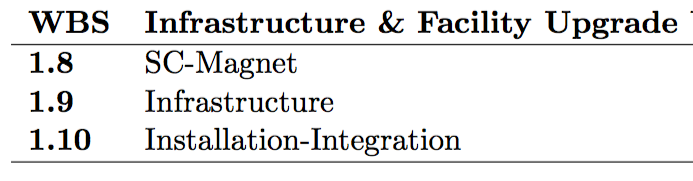 WBS Infrastructure & Facility Upgrade
1.8 SC-Magnet
1.9 Infrastructure
1.10 Installation-Integration